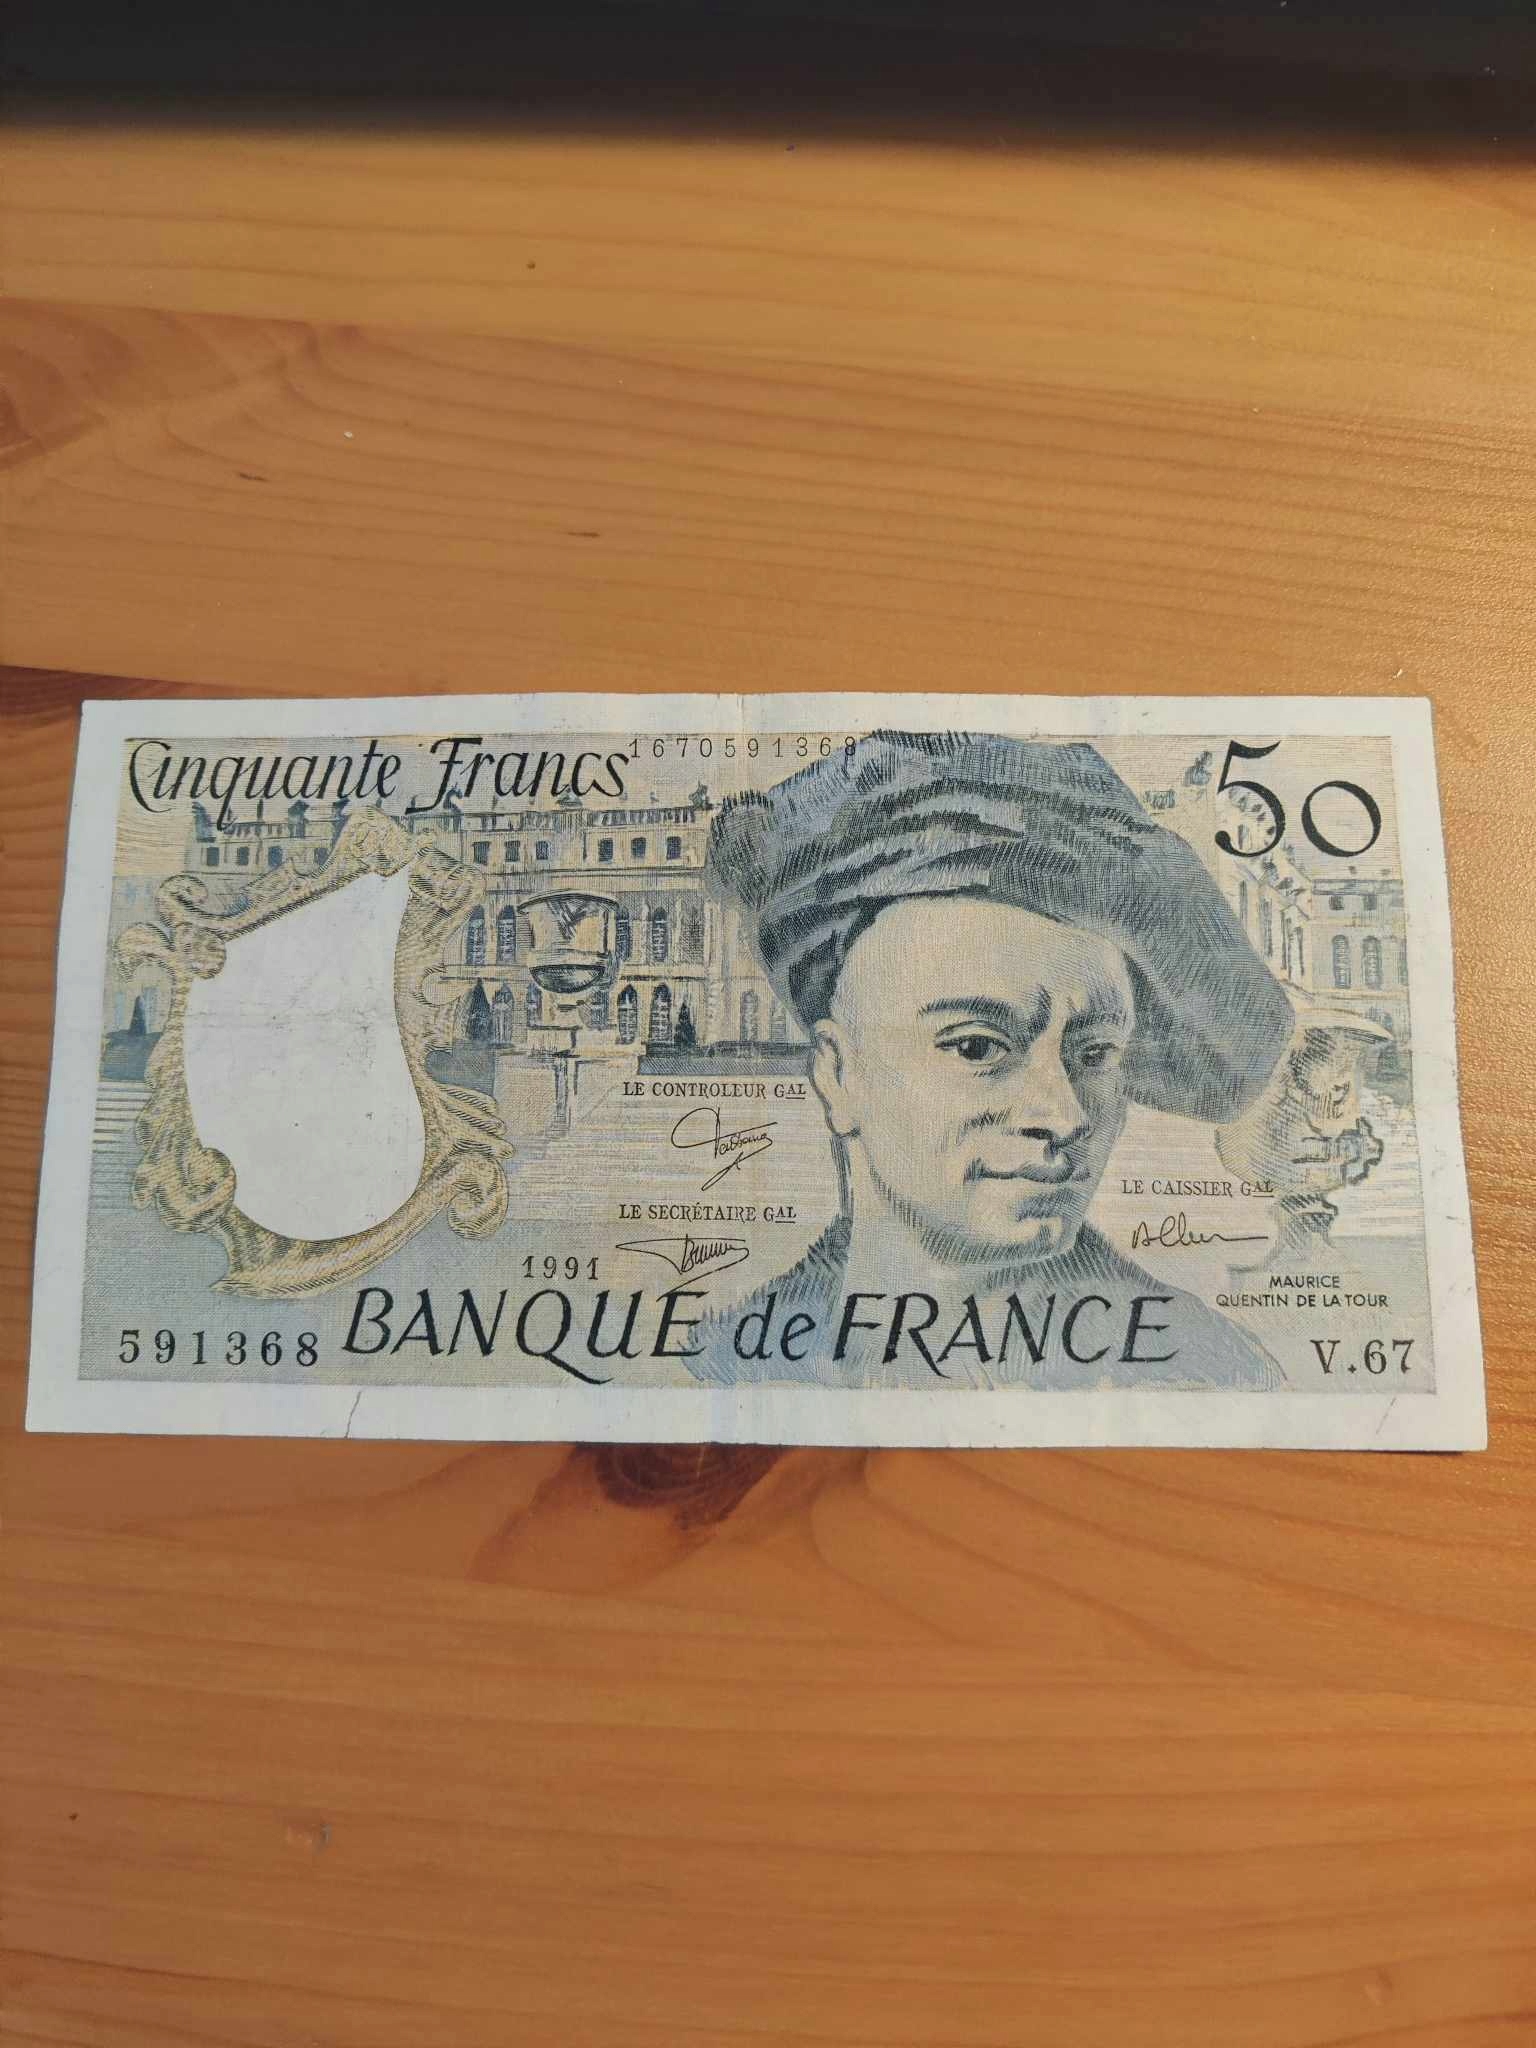 Cinquante Francs
1670591368
50
LE CONTROLEUR GAL
LE SECRÉTAIRE GAL
LE CAISSIER GAL
1991
MAURICE
QUENTIN DE LA TOUR
591368
BANQUE de FRANCE
V.67